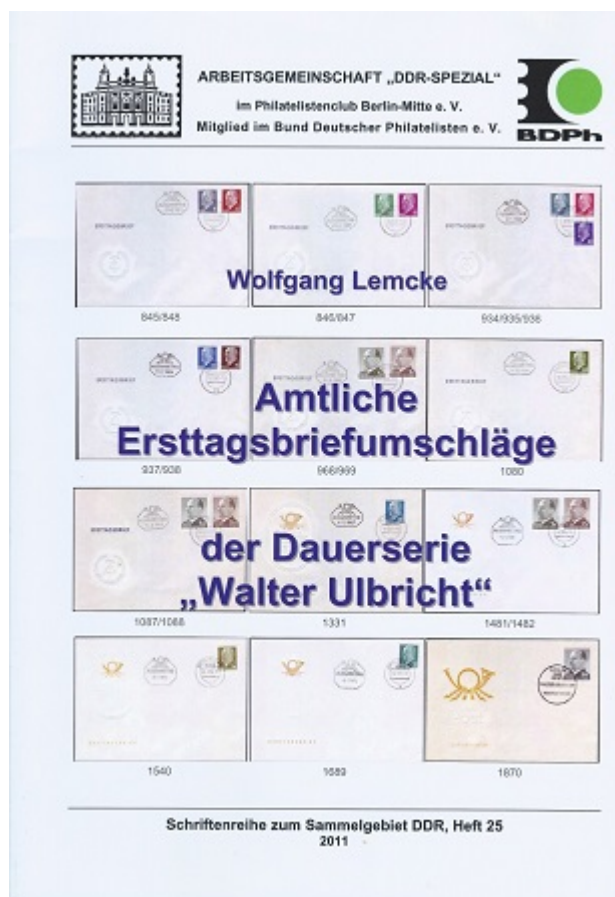 ARBEITSGEMEINSCHAFT „DDR-SPEZIAL“
im Philatelistenclub Berlin-Mitte e. V.
Mitglied im Bund Deutscher Philatelisten e. V.
BDPh
Wolfgang Lemcke
845/848
846/847
934/935/936
Amtliche
Ersttagsbriefumschläge
937/938
968/969
1080
der Dauerserie
„Walter Ulbricht“
1087/1088
1331
1481/1482
1540
1689
1870
Schriftenreihe zum Sammelgebiet DDR, Heft 25
2011